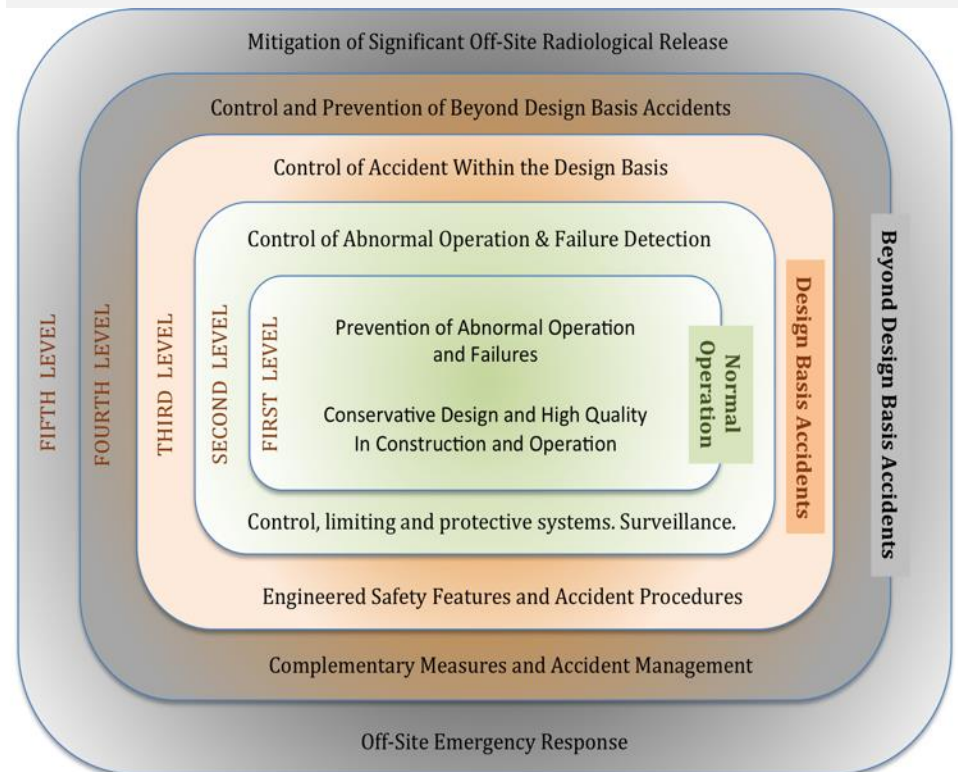 Mitigation of Significant Off-Site Radiological Release
Control and Prevention of Beyond Design Basis Accidents
Control of Accident Within the Design Basis
Control of Abnormal Operation & Failure Detection
Prevention of Abnormal Operation
and Failures
Conservative Design and High Quality
In Construction and Operation
Control, limiting and protective systems. Surveillance.
Engineered Safety Features and Accident Procedures
Complementary Measures and Accident Management
Off-Site Emergency Response
FIFTH LEVEL
FOURTH LEVEL
THIRD LEVEL
SECOND LEVEL
FIRST LEVEL
Normal
Operation
Design Basis Accidents
Beyond Design Basis Accidents